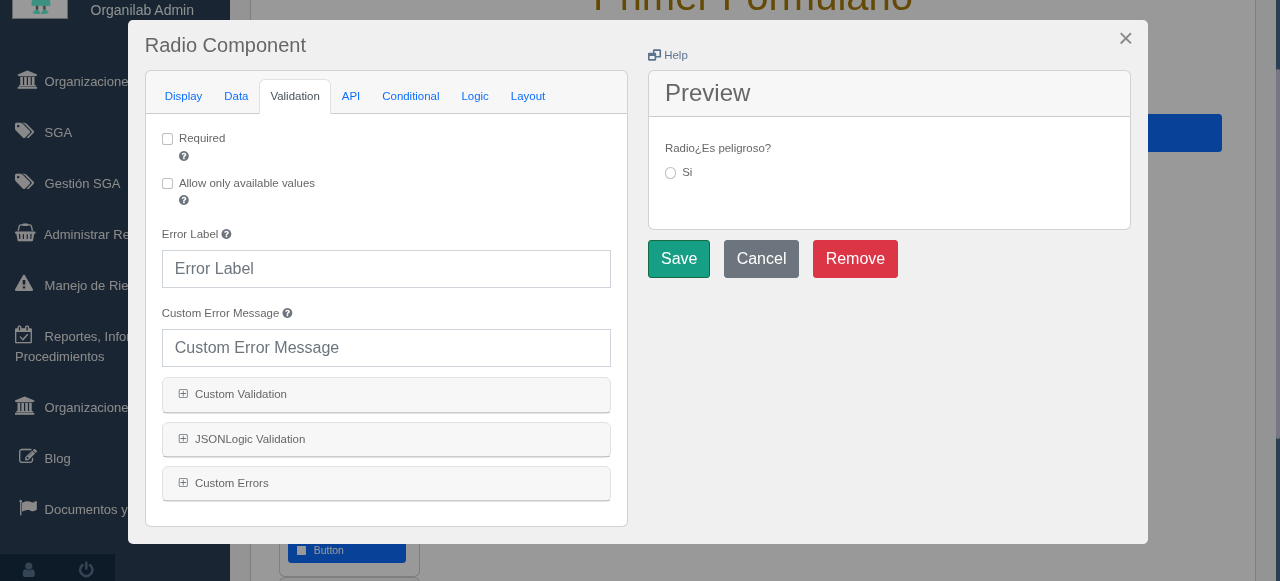 Organilab Admin
Primer Formulario
Organizacione
SGA
Gestión SGA
Administrar Re
Manejo de Rie
Reportes, Infor
Procedimientos
Organizacione
Blog
Documentos y
Radio Component
×
Help
Display Data Validation API Conditional Logic Layout
Required
Allow only available values
Error Label
Error Label
Custom Error Message
Custom Error Message
Custom Validation
JSONLogic Validation
Custom Errors
Preview
Radio¿Es peligroso?
Si
Save Cancel Remove
Button